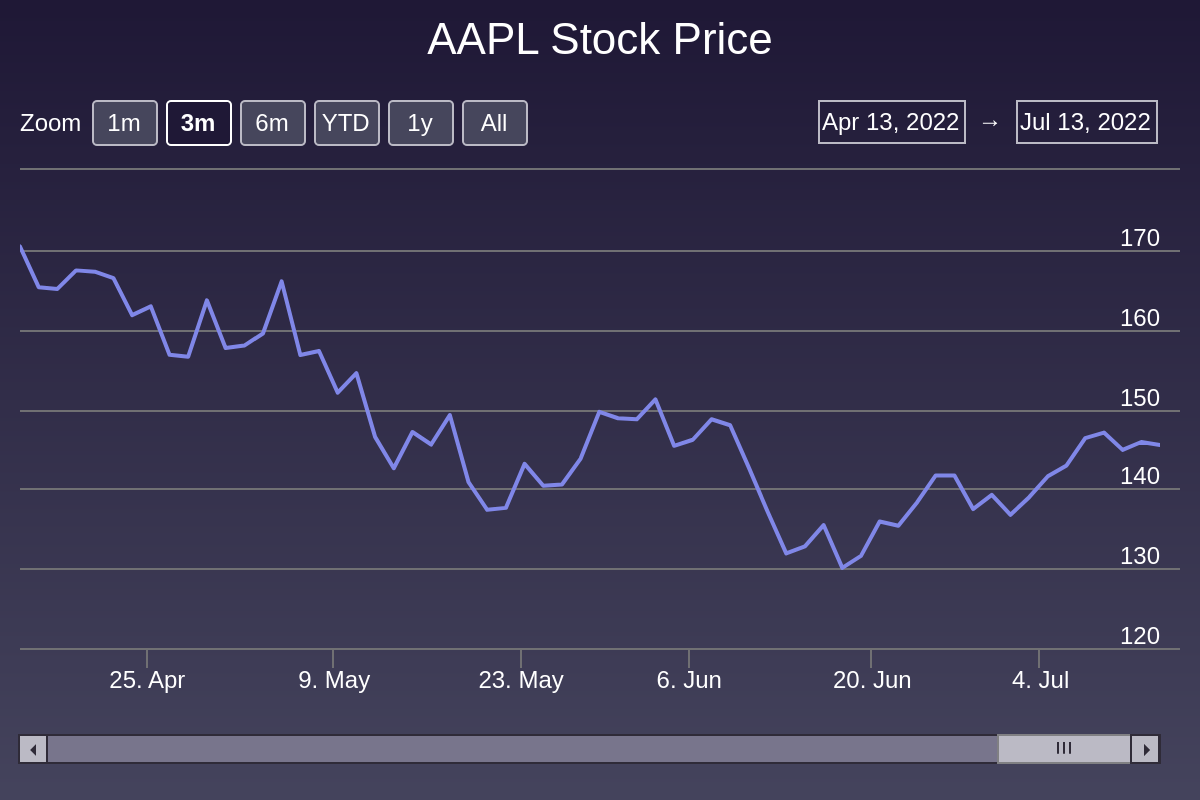 AAPL Stock Price
Zoom 1m 3m 6m YTD 1y All Apr 13, 2022 → Jul 13, 2022
170
160
150
140
130
120
25. Apr 9. May 23. May 6. Jun 20. Jun 4. Jul